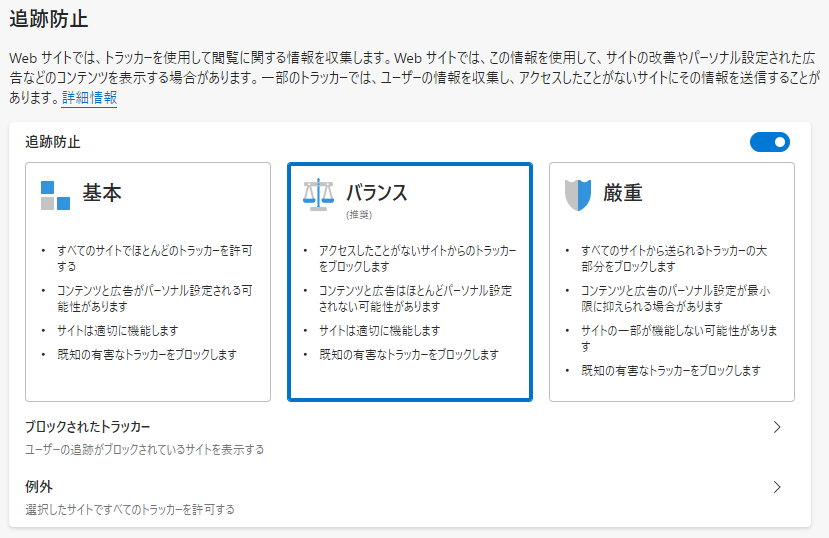 追跡防止
Web サイトでは、トラッカーを使用して閲覧に関する情報を収集します。Web サイトでは、この情報を使用して、サイトの改善やパーソナル設定された広
告などのコンテンツを表示する場合があります。一部のトラッカーでは、ユーザーの情報を収集し、アクセスしたことがないサイトにその情報を送信することが
あります。詳細情報
追跡防止
基本
• すべてのサイトでほとんどのトラッカーを許可
する
• コンテンツと広告がパーソナル設定される可
能性があります
• サイトは適切に機能します
• 既知の有害なトラッカーをブロックします
バランス
(推奨)
• アクセスしたことがないサイトからのトラッカー
をブロックします
• コンテンツと広告はほとんどパーソナル設定
されない可能性があります
• サイトは適切に機能します
• 既知の有害なトラッカーをブロックします
厳重
• すべてのサイトから送られるトラッカーの大
部分をブロックします
• コンテンツと広告のパーソナル設定が最小
限に抑えられる場合があります
• サイトの一部が機能しない可能性がありま
す
• 既知の有害なトラッカーをブロックします
ブロックされたトラッカー
ユーザーの追跡がブロックされているサイトを表示する
例外
選択したサイトですべてのトラッカーを許可する